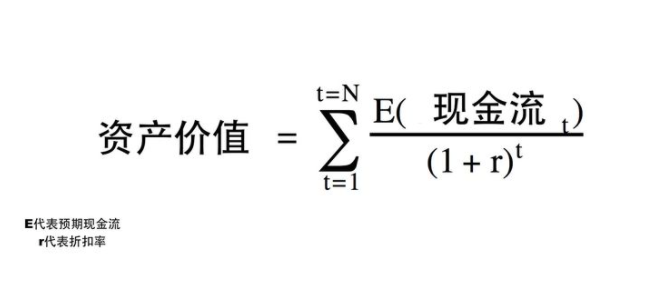 资产价值 = ∑ t=1 t=N E( 现金流 t) / (1 + r)^t
E代表预期现金流
r代表折扣率